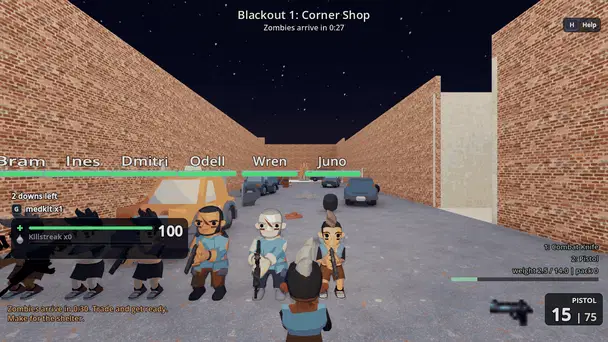 Blackout 1: Corner Shop
Zombies arrive in 0:27
H Help
Bram Ines Dmitri Odell Wren Juno
2 downs left
G medkit x1
100
Killstreak x0
1: Combat Knife
2: Pistol
weight 2.5 / 14.0 | pack 0
Zombies arrive in 0:30. Trade and get ready.
Make for the shelter.
PISTOL
15 | 75